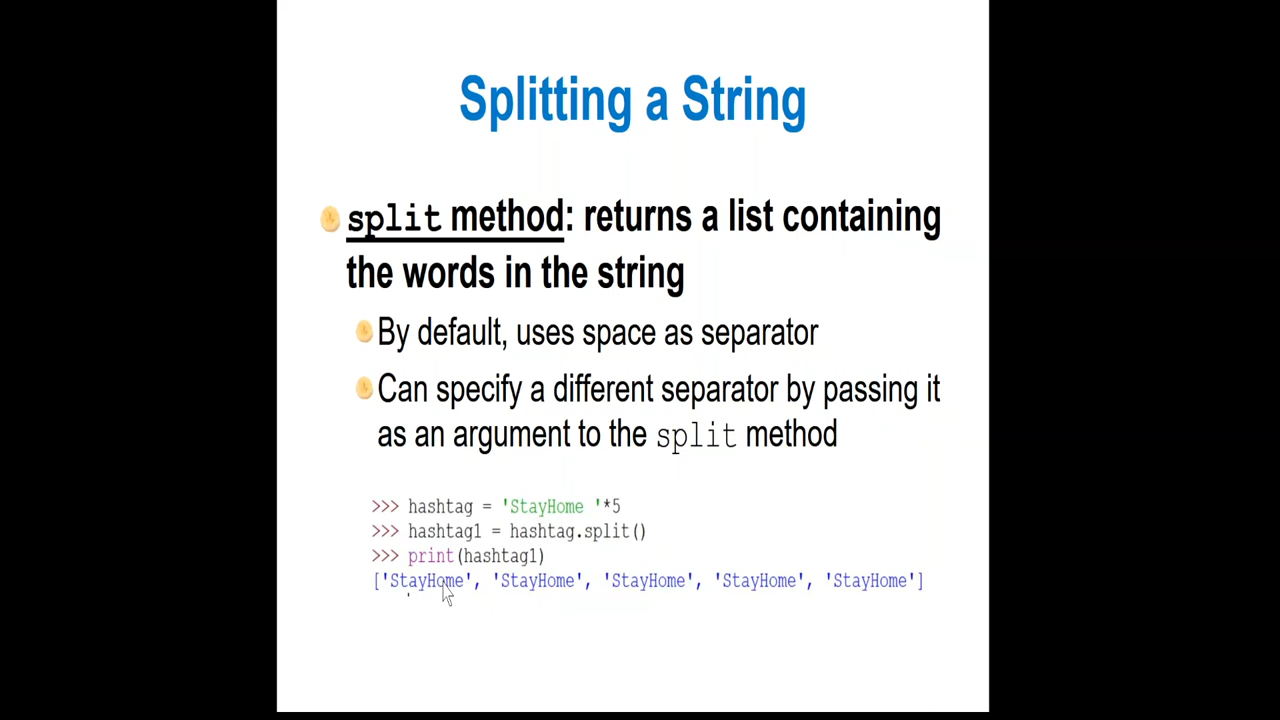 Splitting a String
split method: returns a list containing
the words in the string
By default, uses space as separator
Can specify a different separator by passing it
as an argument to the split method
>>> hashtag = 'StayHome '*5
>>> hashtag1 = hashtag.split()
>>> print(hashtag1)
['StayHome', 'StayHome', 'StayHome', 'StayHome', 'StayHome']